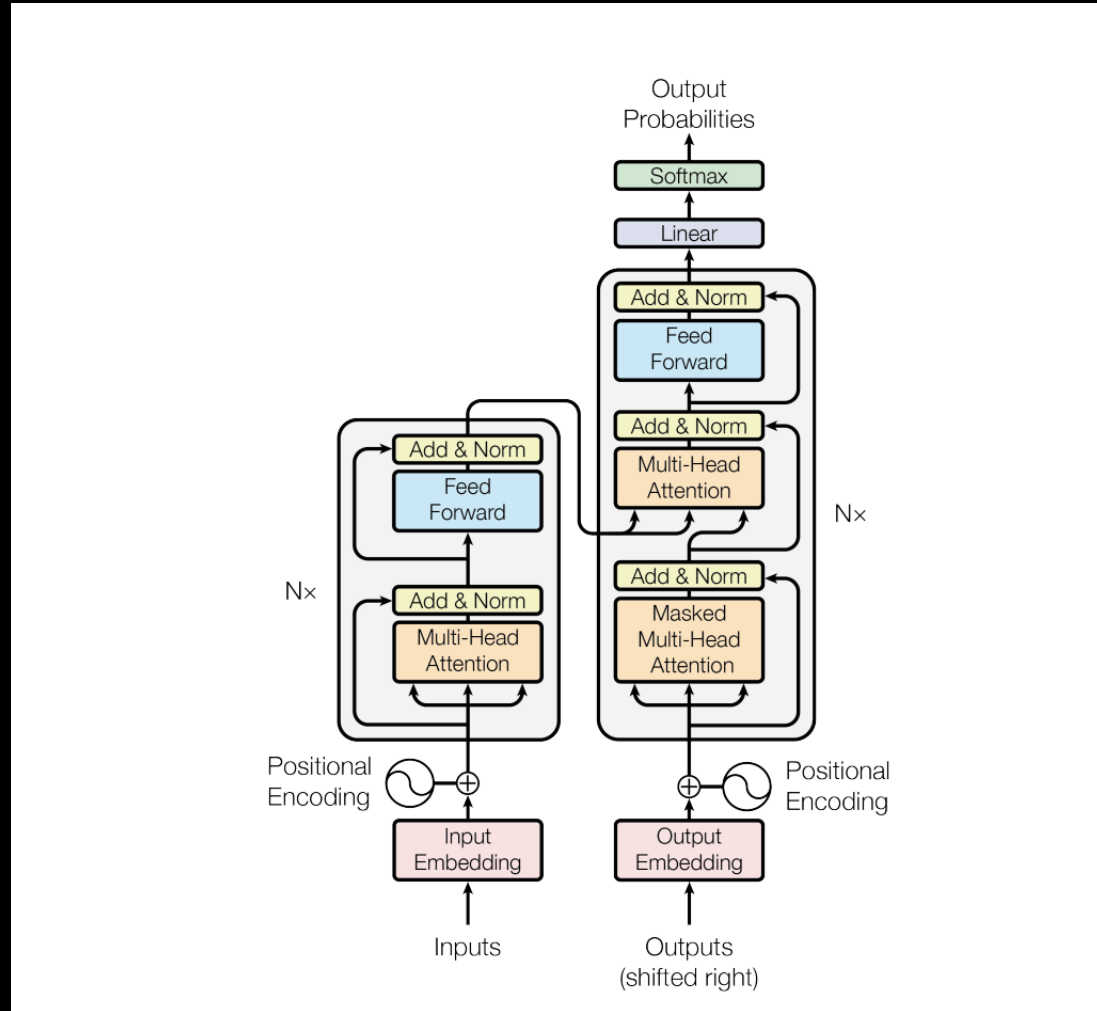 Output
Probabilities
Softmax
Linear
Add & Norm
Feed
Forward
Add & Norm
Multi-Head
Attention
Add & Norm
Masked
Multi-Head
Attention
N×
Add & Norm
Feed
Forward
Add & Norm
Multi-Head
Attention
N×
Positional
Encoding
Positional
Encoding
Input
Embedding
Output
Embedding
Inputs
Outputs
(shifted right)